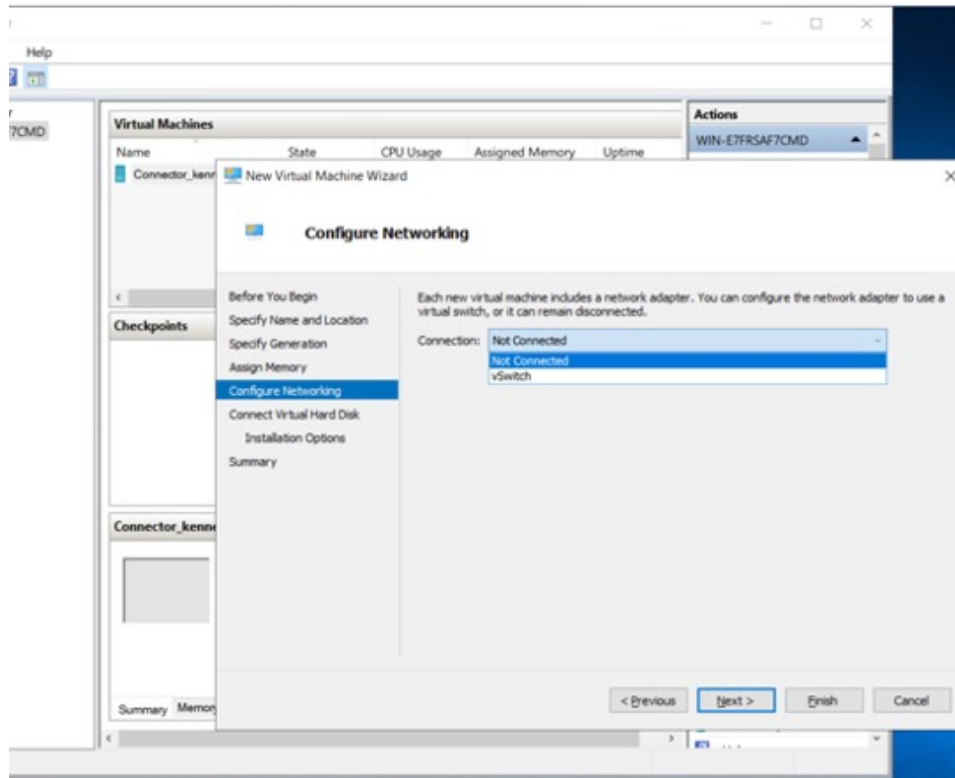 Help
7CMD
Virtual Machines
Name State CPU Usage Assigned Memory Uptime
Connector_kenn
Actions
WIN-E7FRSAF7CMD
New Virtual Machine Wizard
Configure Networking
Before You Begin
Specify Name and Location
Specify Generation
Assign Memory
Configure Networking
Connect Virtual Hard Disk
Installation Options
Summary
Each new virtual machine includes a network adapter. You can configure the network adapter to use a
virtual switch, or it can remain disconnected.
Connection: Not Connected
Not Connected
vSwitch
Checkpoints
Connector_kenne
Summary Memor
< Previous Next > Finish Cancel